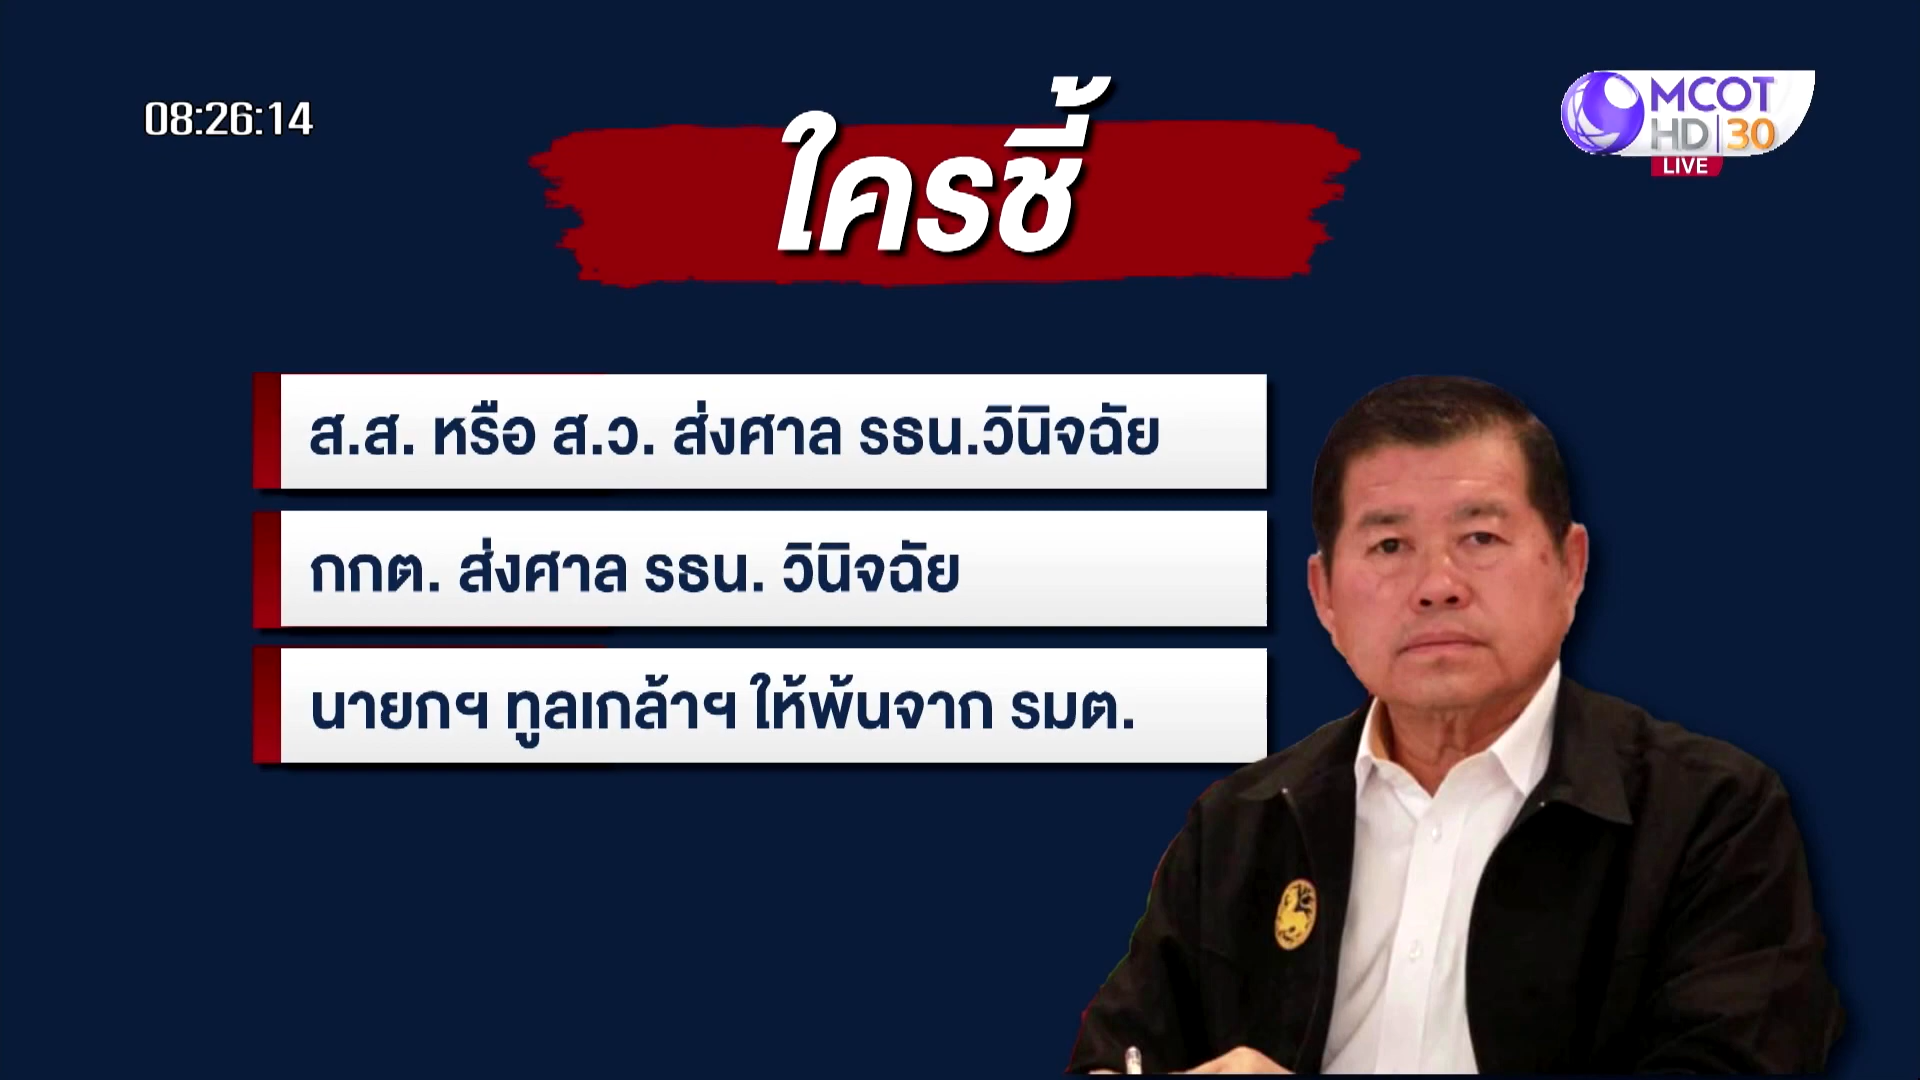 08:26:14
ใครชี้
MCOT
HD 30
LIVE
ส.ส. หรือ ส.ว. ส่งศาล รธน.วินิจฉัย
กกต. ส่งศาล รธน. วินิจฉัย
นายกฯ ทูลเกล้าฯ ให้พ้นจาก รมต.